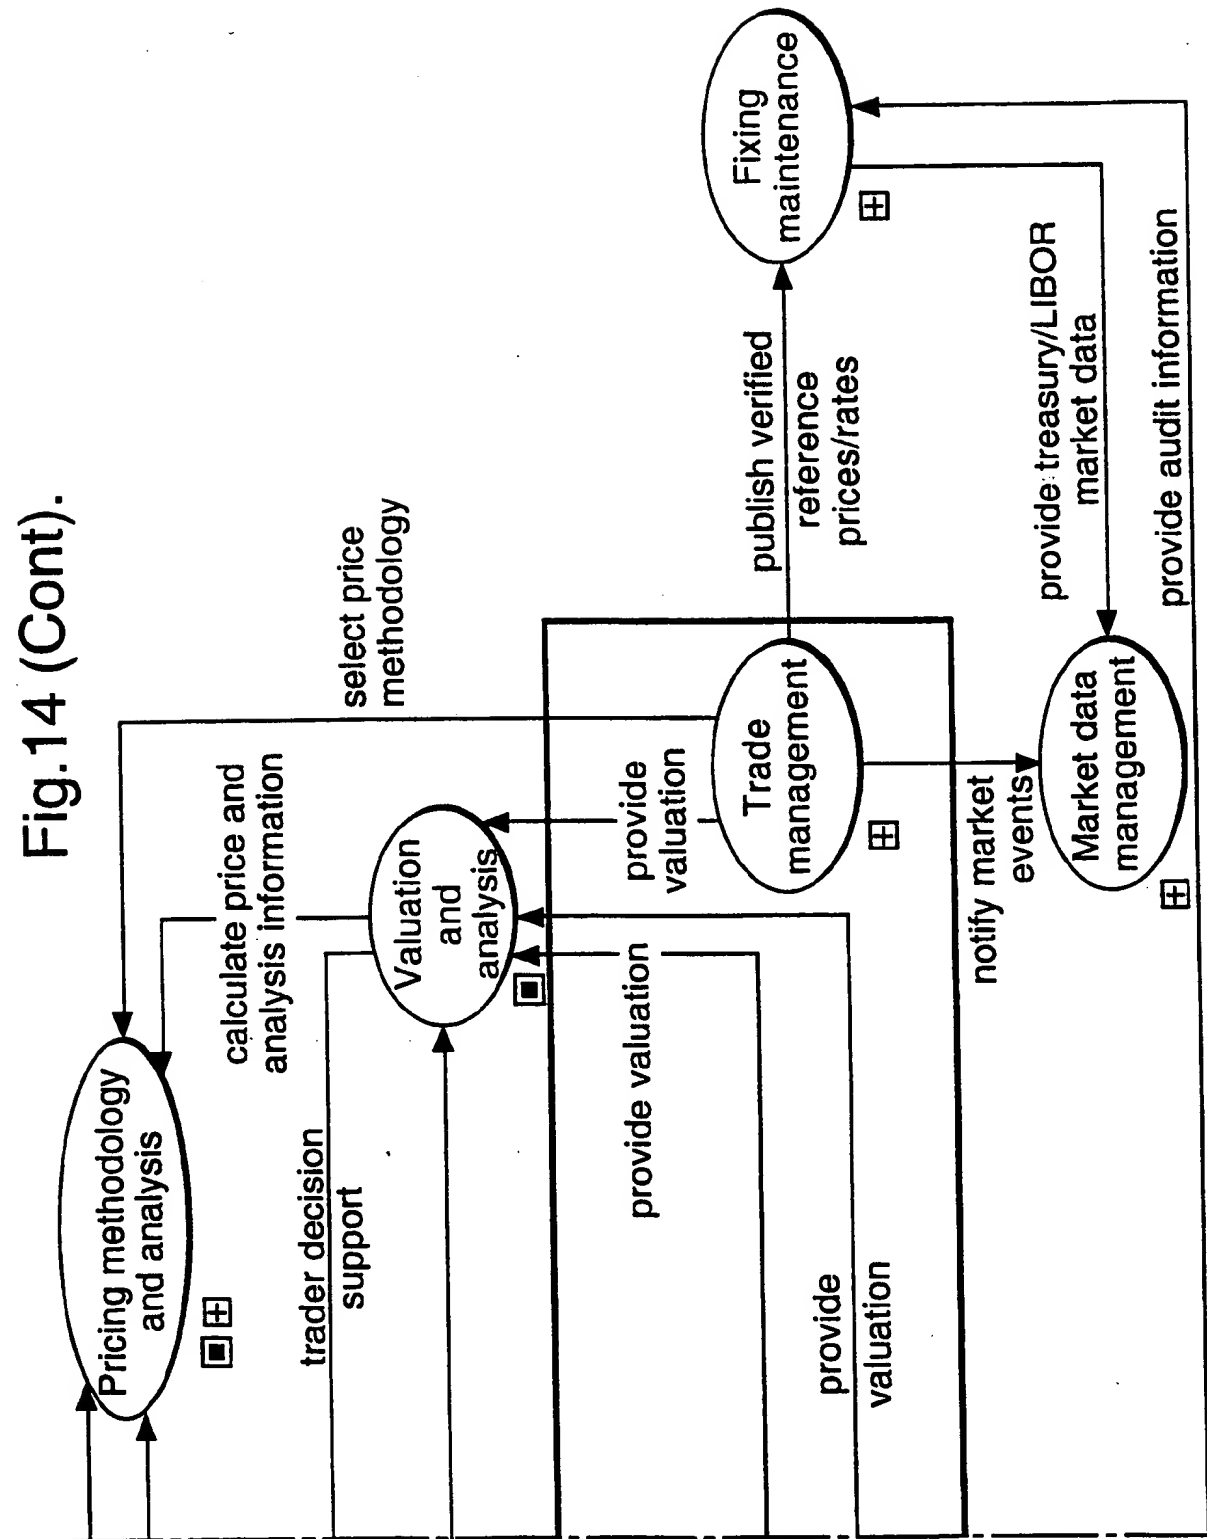 Fig.14 (Cont).
Pricing methodology
and analysis
select price
methodology
calculate price and
analysis information
trader decision
support
Valuation
and
analysis
provide
valuation
provide valuation
provide
valuation
Trade
management
publish verified
reference
prices/rates
Fixing
maintenance
notify market
events
Market data
management
provide treasury/LIBOR
market data
provide audit information